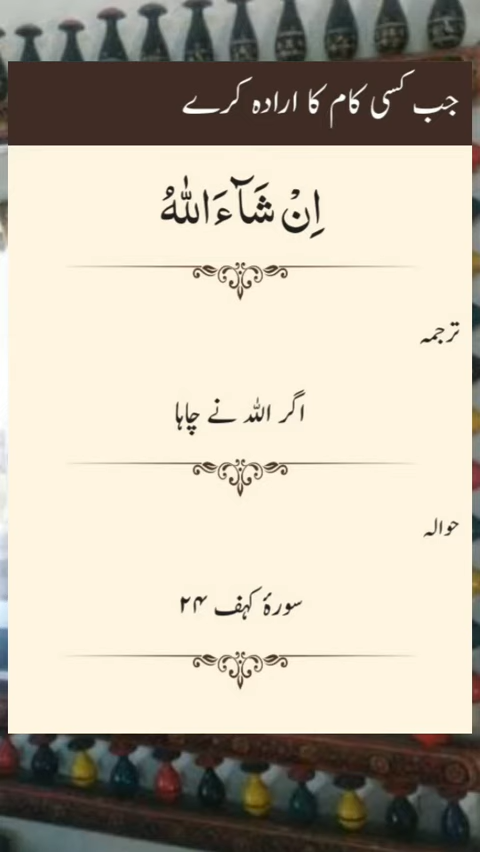 جب کسی کام کا ارادہ کرے
اِنْ شَآءَ اللّٰہُ
ترجمہ
اگر اللہ نے چاہا
حوالہ
سورۂ کہف ۲۴